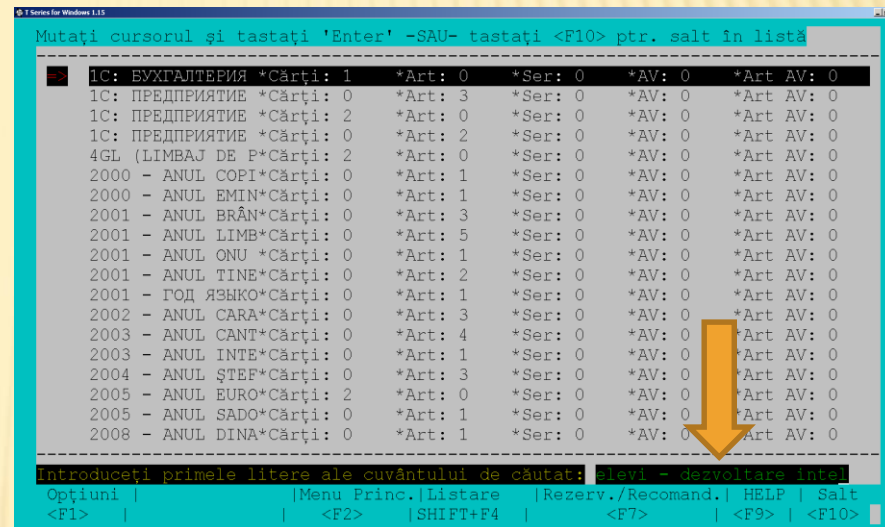 T Series for Windows 1.15
Mutați cursorul și tastați 'Enter' -SAU- tastați <F10> ptr. salt în listă
=> 1C: БУХГАЛТЕРИЯ *Cărți: 1 *Art: 0 *Ser: 0 *AV: 0 *Art AV: 0
1C: ПРЕДПРИЯТИЕ *Cărți: 0 *Art: 3 *Ser: 0 *AV: 0 *Art AV: 0
1C: ПРЕДПРИЯТИЕ *Cărți: 2 *Art: 0 *Ser: 0 *AV: 0 *Art AV: 0
1C: ПРЕДПРИЯТИЕ *Cărți: 0 *Art: 2 *Ser: 0 *AV: 0 *Art AV: 0
4GL (LIMBAJ DE P*Cărți: 2 *Art: 0 *Ser: 0 *AV: 0 *Art AV: 0
2000 - ANUL COPI*Cărți: 0 *Art: 1 *Ser: 0 *AV: 0 *Art AV: 0
2000 - ANUL EMIN*Cărți: 0 *Art: 1 *Ser: 0 *AV: 0 *Art AV: 0
2001 - ANUL BRÂN*Cărți: 0 *Art: 3 *Ser: 0 *AV: 0 *Art AV: 0
2001 - ANUL LIMB*Cărți: 0 *Art: 5 *Ser: 0 *AV: 0 *Art AV: 0
2001 - ANUL ONU *Cărți: 0 *Art: 1 *Ser: 0 *AV: 0 *Art AV: 0
2001 - ANUL TINE*Cărți: 0 *Art: 2 *Ser: 0 *AV: 0 *Art AV: 0
2001 - ГОД ЯЗЫКО*Cărți: 0 *Art: 1 *Ser: 0 *AV: 0 *Art AV: 0
2002 - ANUL CARA*Cărți: 0 *Art: 3 *Ser: 0 *AV: 0 *Art AV: 0
2003 - ANUL CANT*Cărți: 0 *Art: 4 *Ser: 0 *AV: 0 *Art AV: 0
2003 - ANUL INTE*Cărți: 0 *Art: 1 *Ser: 0 *AV: 0 *Art AV: 0
2004 - ANUL ȘTEF*Cărți: 0 *Art: 3 *Ser: 0 *AV: 0 *Art AV: 0
2005 - ANUL EURO*Cărți: 2 *Art: 0 *Ser: 0 *AV: 0 *Art AV: 0
2005 - ANUL SADO*Cărți: 0 *Art: 1 *Ser: 0 *AV: 0 *Art AV: 0
2008 - ANUL DINA*Cărți: 0 *Art: 1 *Ser: 0 *AV: 0 *Art AV: 0
Introduceți primele litere ale cuvântului de căutat: elevi - dezvoltare intel
Opțiuni | |Menu Princ.|Listare |Rezerv./Recomand.| HELP | Salt
<F1> | | <F2> |SHIFT+F4 | <F7> | <F9> | <F10>